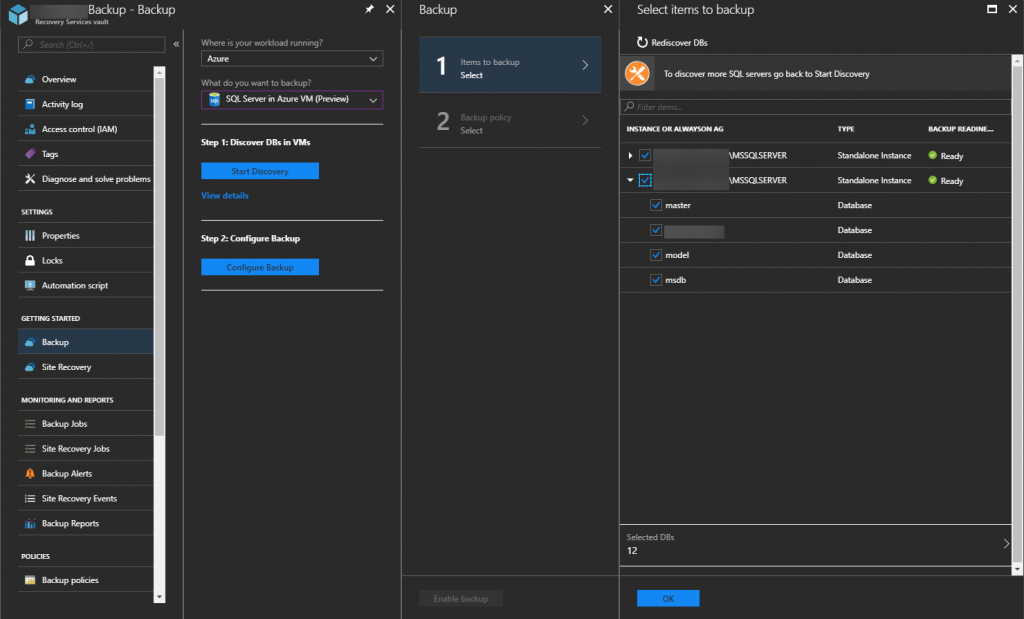 Backup - Backup
Recovery Services vault
Search (Ctrl+/)
Overview
Activity log
Access control (IAM)
Tags
Diagnose and solve problems
SETTINGS
Properties
Locks
Automation script
GETTING STARTED
Backup
Site Recovery
MONITORING AND REPORTS
Backup Jobs
Site Recovery Jobs
Backup Alerts
Site Recovery Events
Backup Reports
POLICIES
Backup policies
Where is your workload running?
Azure
What do you want to backup?
SQL
SQL Server in Azure VM (Preview)
Step 1: Discover DBs in VMs
Start Discovery
View details
Step 2: Configure Backup
Configure Backup
Backup
1
Items to backup
Select
2
Backup policy
Select
Enable backup
Select items to backup
Rediscover DBs
To discover more SQL servers go back to Start Discovery
Filter items...
INSTANCE OR ALWAYSON AG TYPE BACKUP READINE...
\MSSQLSERVER Standalone Instance Ready
\MSSQLSERVER Standalone Instance Ready
master Database
Database
model Database
msdb Database
Selected DBs
12
OK